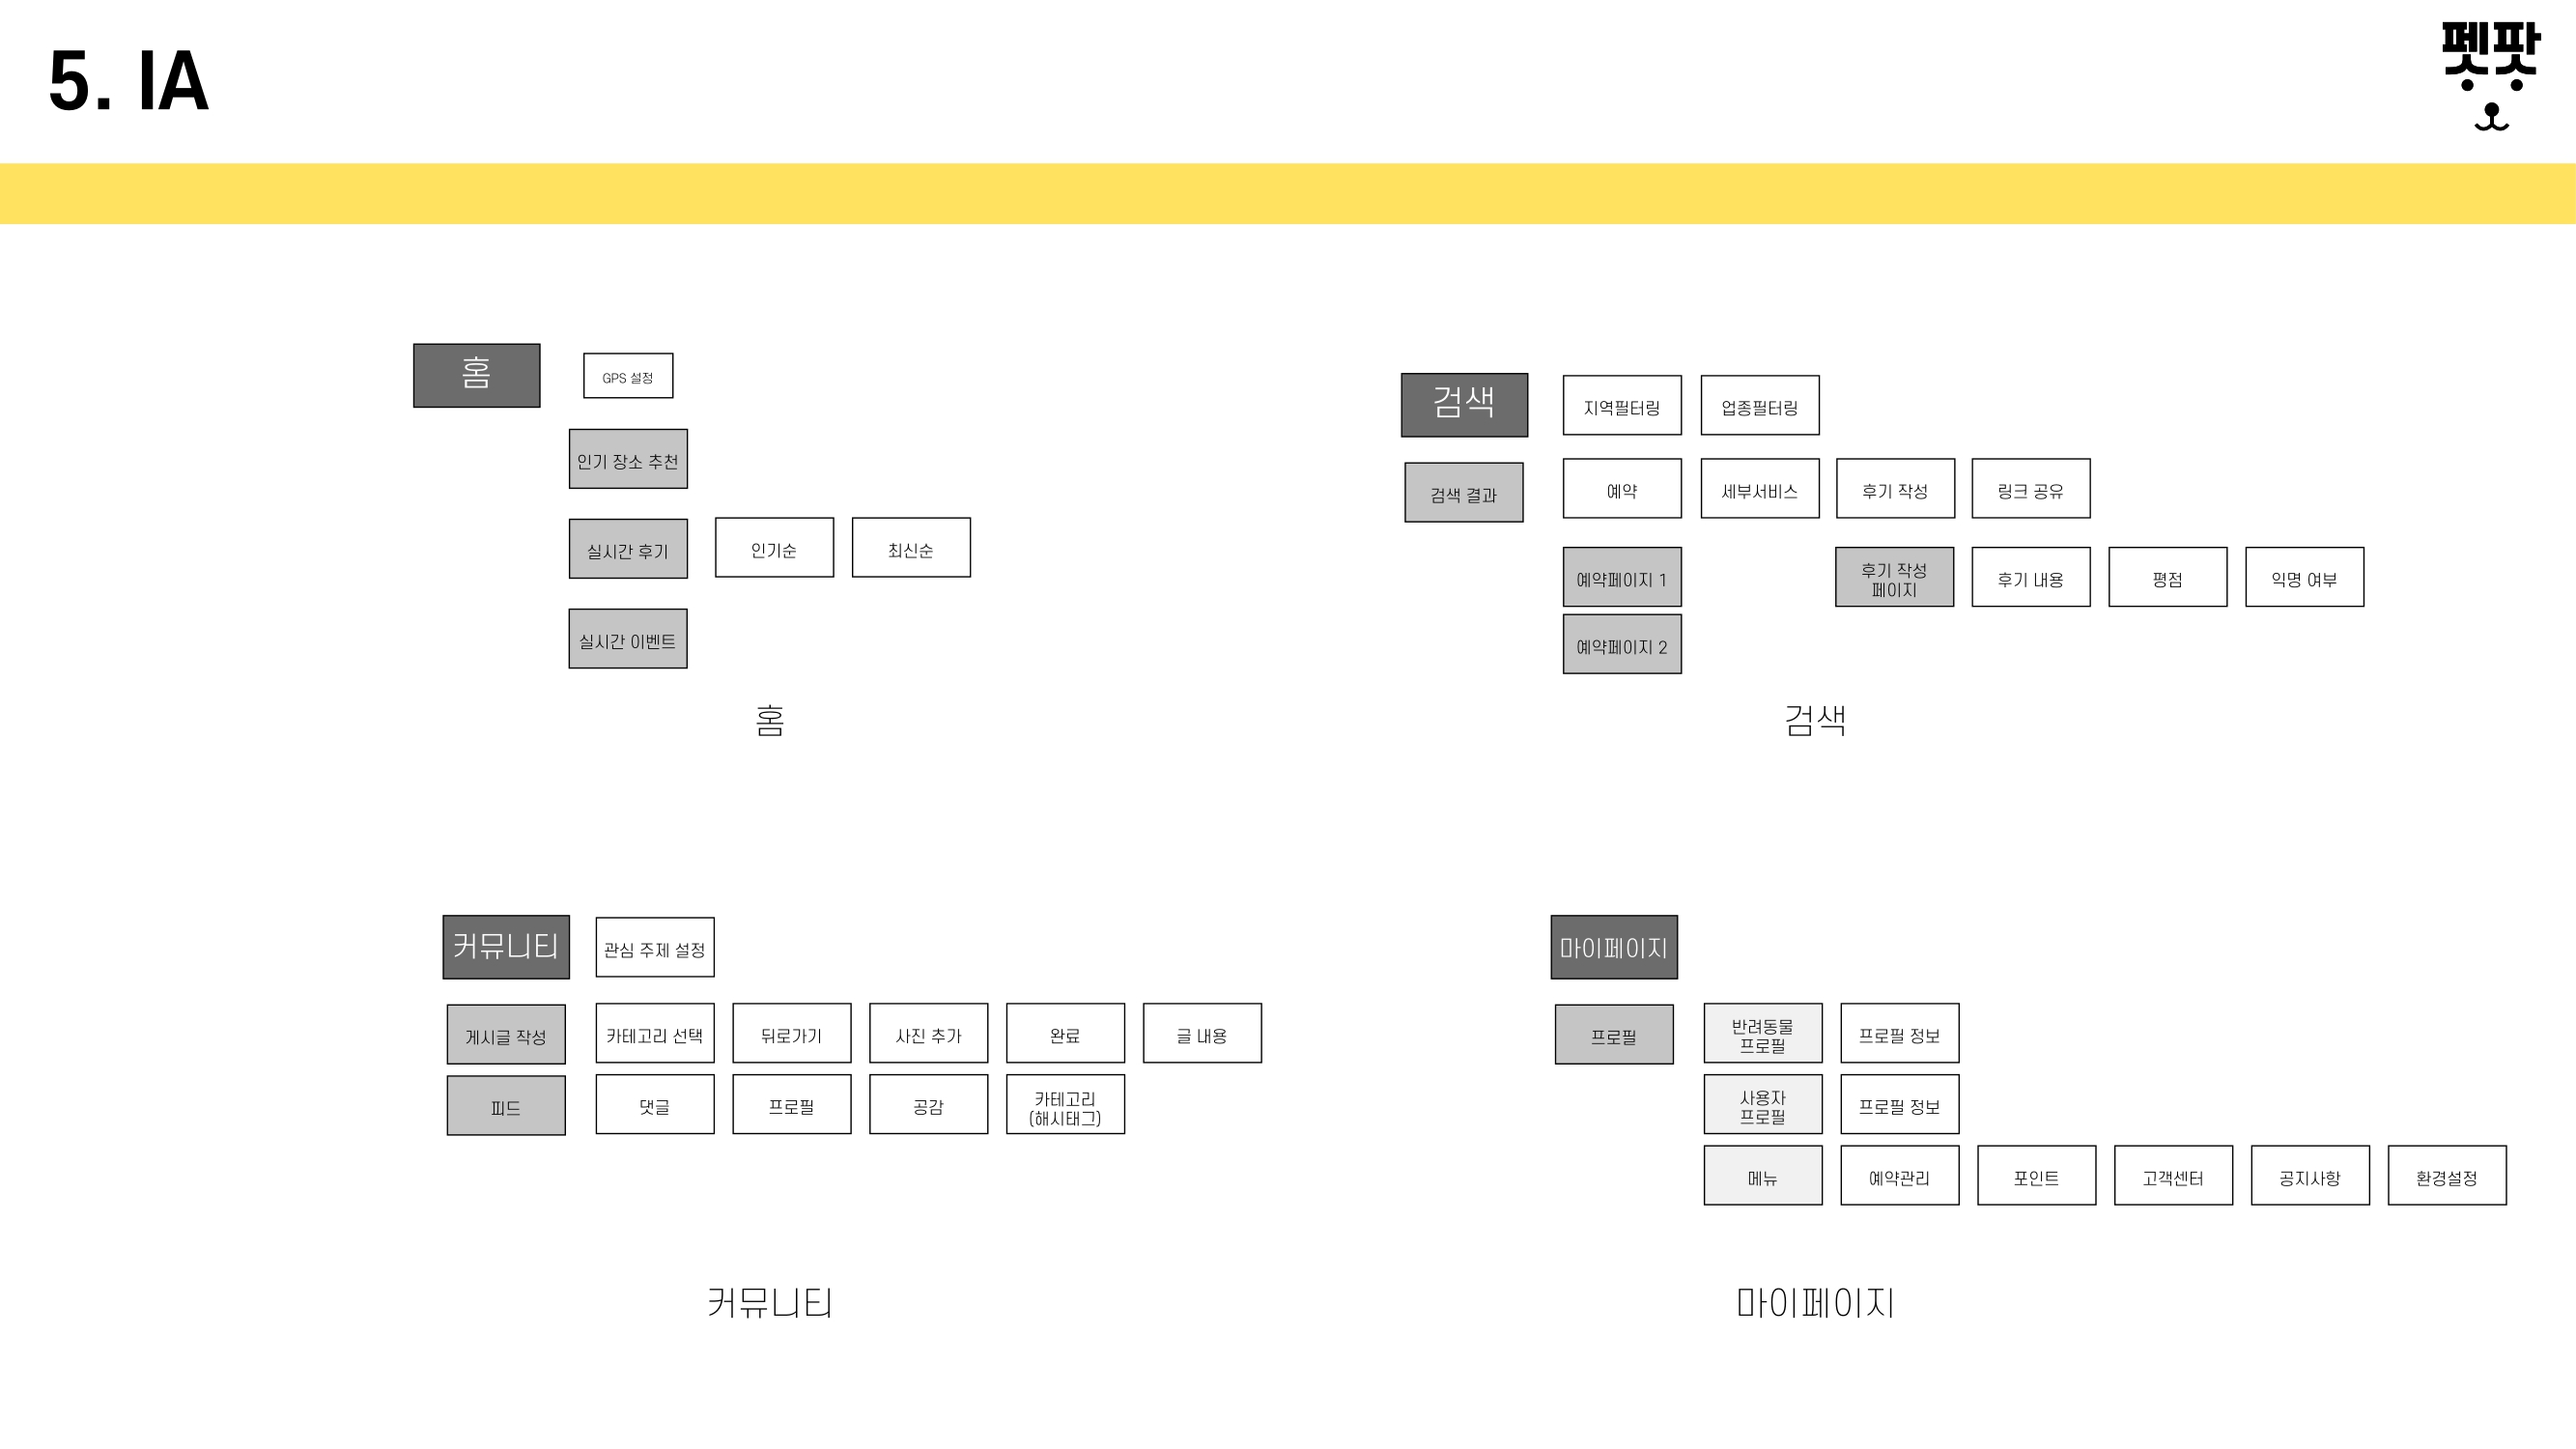 5. IA
펫팟
홈
GPS 설정
인기 장소 추천
실시간 후기
인기순
최신순
실시간 이벤트
홈
검색
지역필터링
업종필터링
검색 결과
예약
세부서비스
후기 작성
링크 공유
예약페이지 1
후기 작성
페이지
후기 내용
평점
익명 여부
예약페이지 2
검색
커뮤니티
관심 주제 설정
게시글 작성
카테고리 선택
뒤로가기
사진 추가
완료
글 내용
피드
댓글
프로필
공감
카테고리
(해시태그)
커뮤니티
마이페이지
프로필
반려동물
프로필
프로필 정보
사용자
프로필
프로필 정보
메뉴
예약관리
포인트
고객센터
공지사항
환경설정
마이페이지